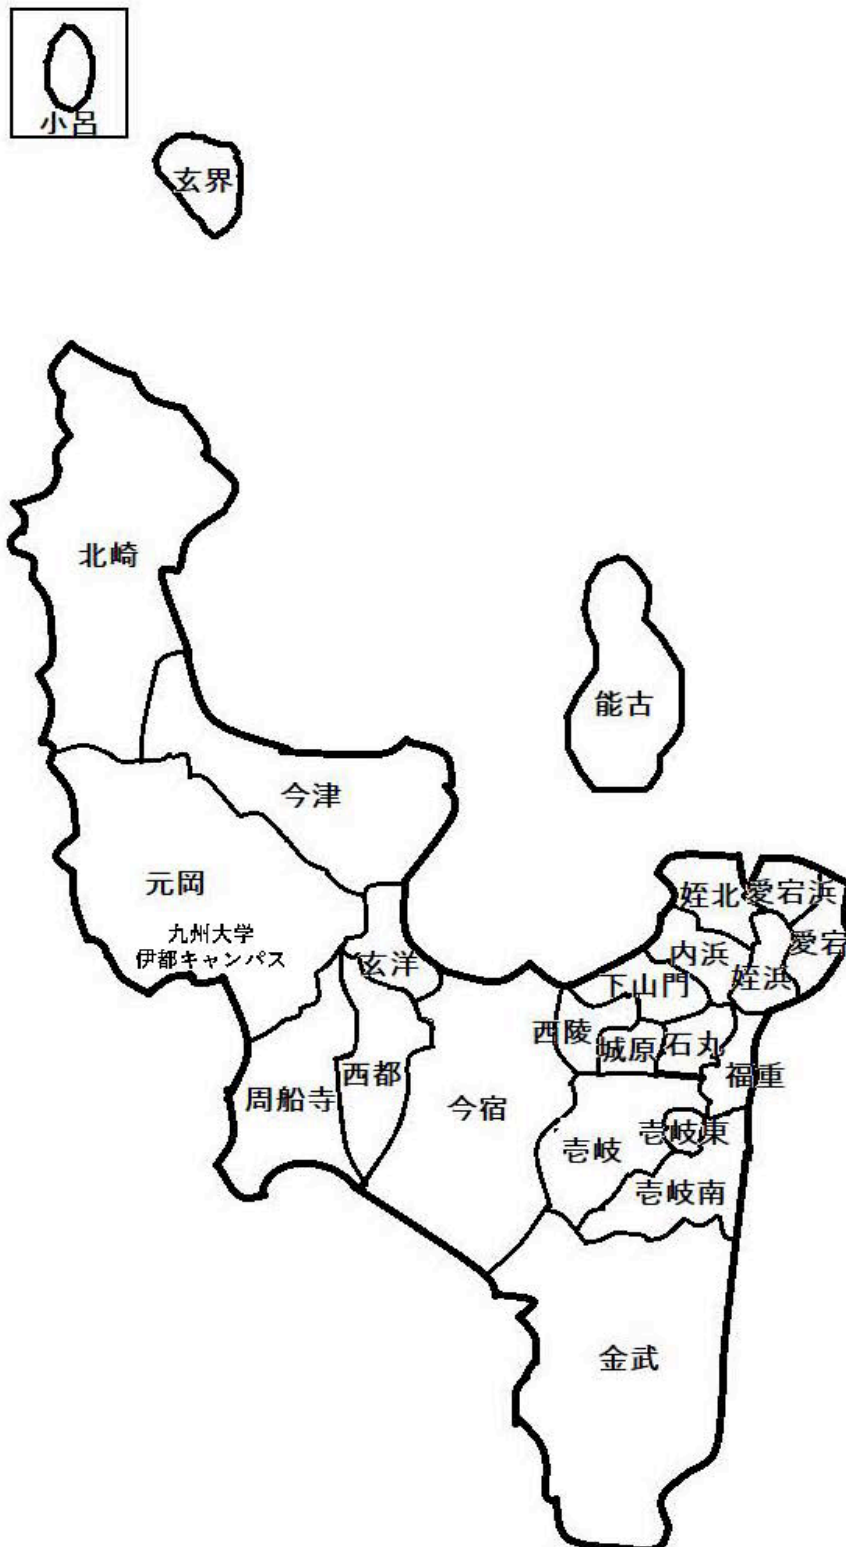 小呂
玄界
北崎
能古
今津
元岡
九州大学
伊都キャンパス
姪北
愛宕浜
愛宕
内浜
姪浜
玄洋
下山門
西陵
城原
石丸
福重
西都
周船寺
今宿
壱岐東
壱岐
壱岐南
金武